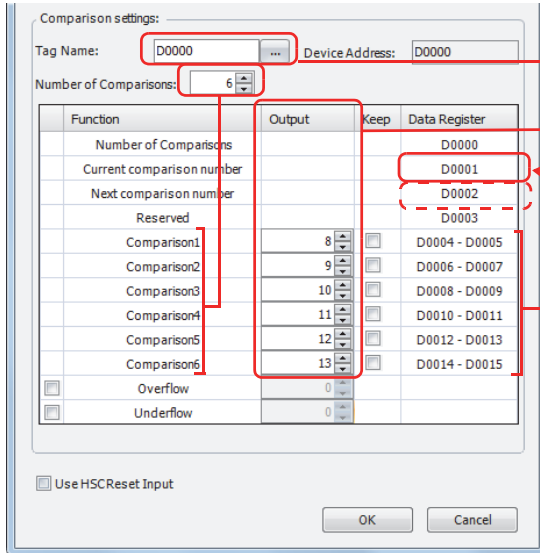 Comparison settings:
Tag Name: D0000 ... Device Address: D0000
Number of Comparisons: 6
Function Output Keep Data Register
Number of Comparisons D0000
Current comparison number D0001
Next comparison number D0002
Reserved D0003
Comparison1 8 D0004 - D0005
Comparison2 9 D0006 - D0007
Comparison3 10 D0008 - D0009
Comparison4 11 D0010 - D0011
Comparison5 12 D0012 - D0013
Comparison6 13 D0014 - D0015
Overflow 0
Underflow 0
Use HSCReset Input
OK Cancel